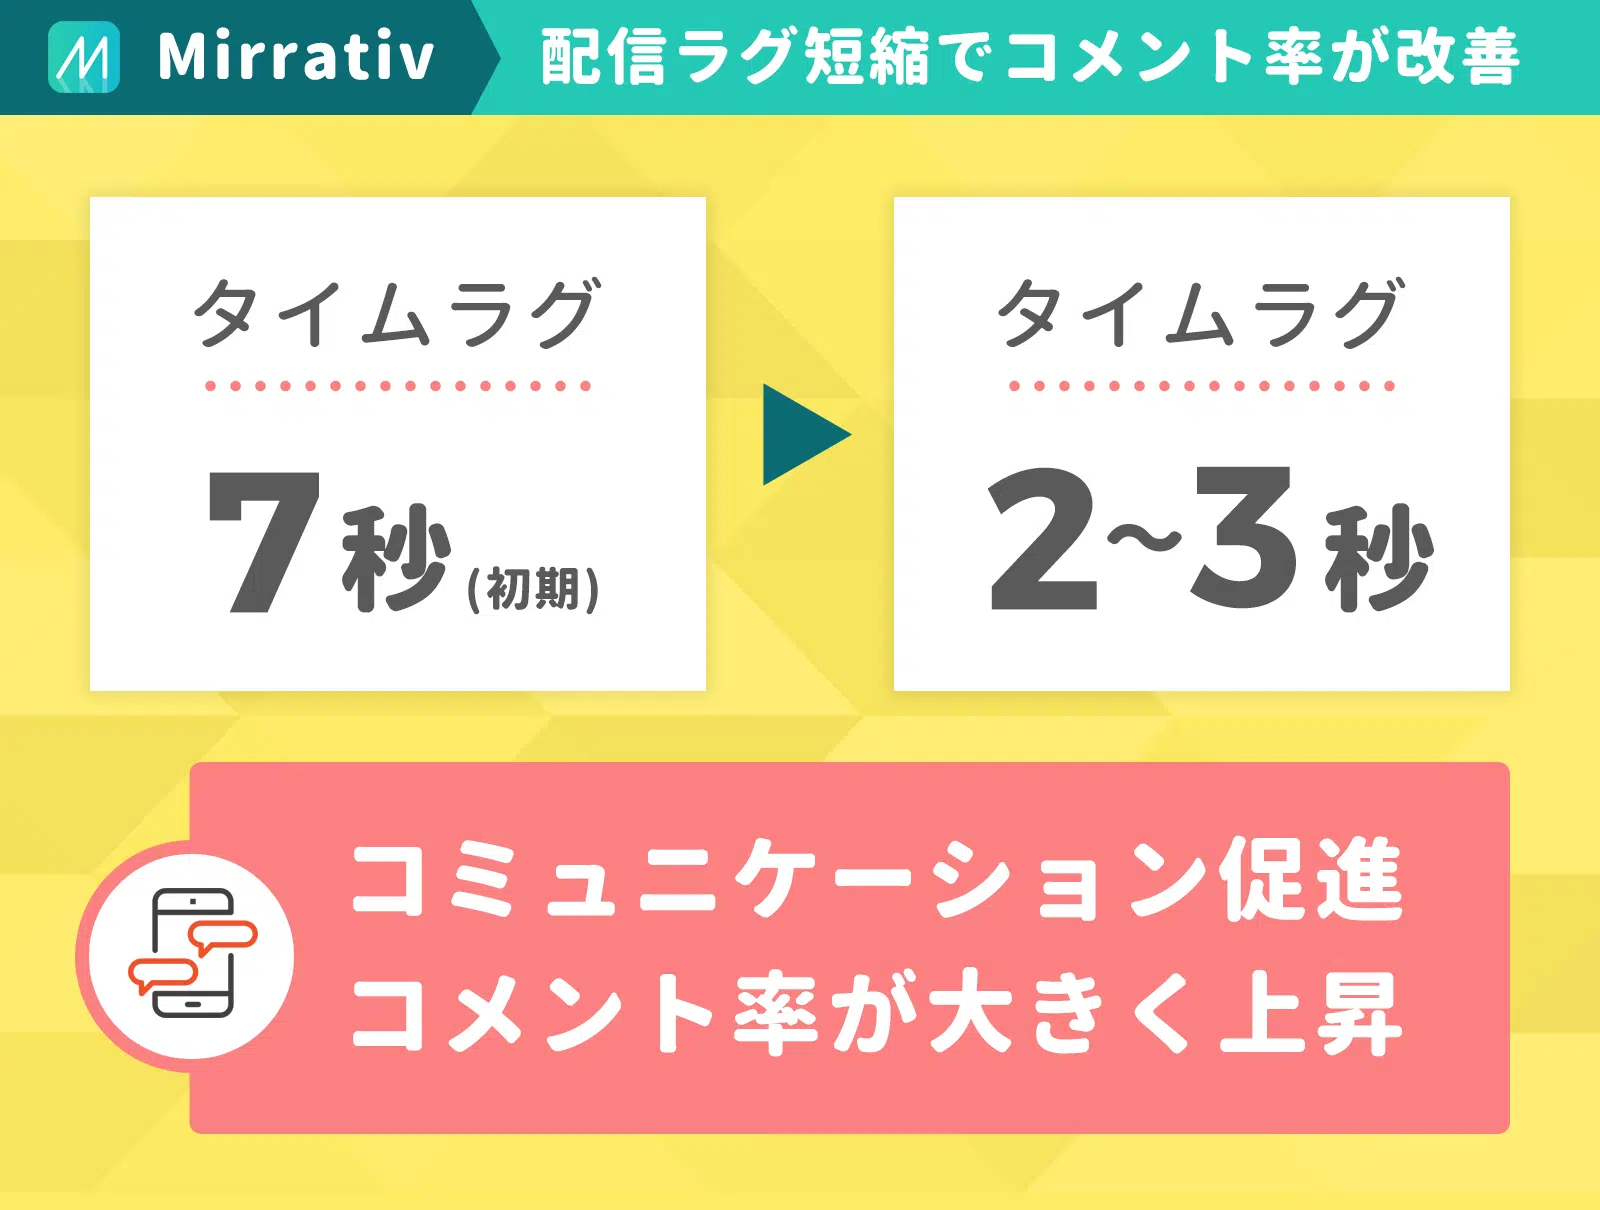 Mirrativ 配信ラグ短縮でコメント率が改善
タイムラグ
7秒(初期)
タイムラグ
2〜3秒
コミュニケーション促進
コメント率が大きく上昇